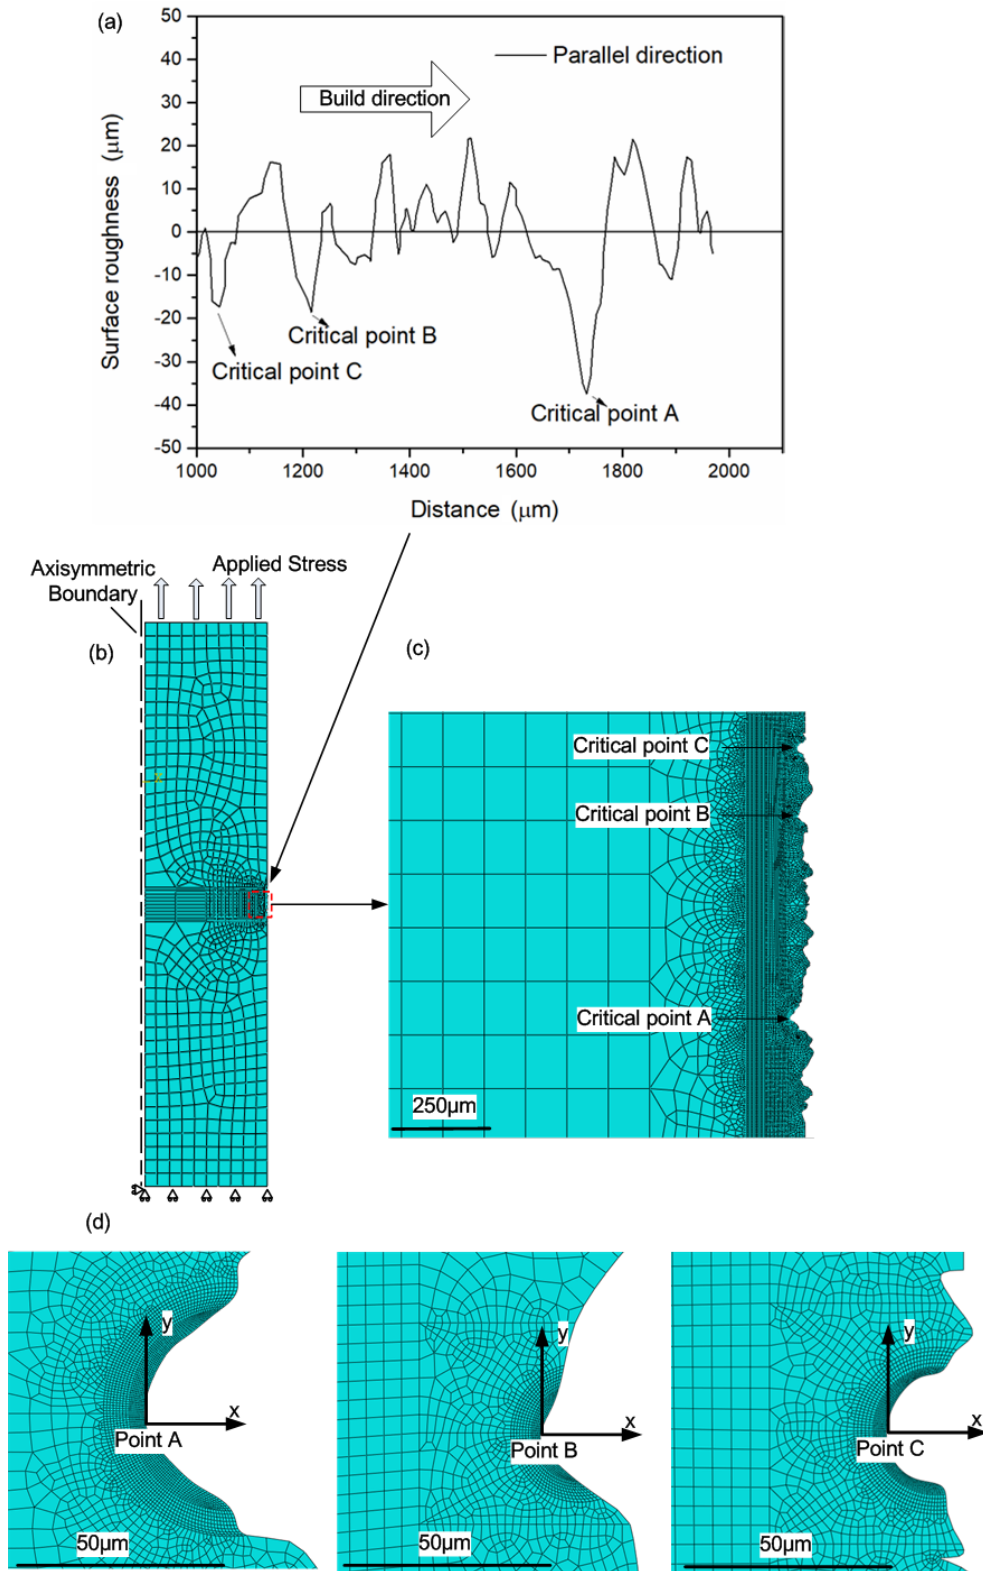 (a)
50
40
30
20
10
0
-10
-20
-30
-40
-50
Surface roughness (μm)
Parallel direction
Build direction
Critical point B
Critical point C
Critical point A
1000
1200
1400
1600
1800
2000
Distance (μm)
Axisymmetric
Boundary
Applied Stress
(b)
X
(c)
Critical point C
Critical point B
Critical point A
250μm
(d)
y
x
Point A
50μm
y
x
Point B
50μm
y
x
Point C
50μm